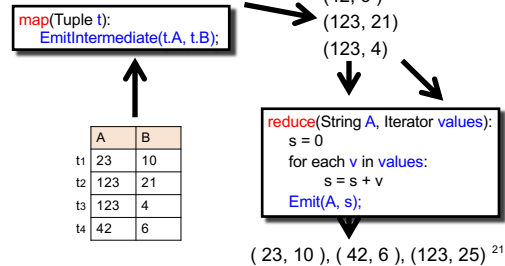 map(Tuple t):
EmitIntermediate(t.A, t.B);
(123, 21)
(123, 4)
A B
t1 23 10
t2 123 21
t3 123 4
t4 42 6
reduce(String A, Iterator values):
s = 0
for each v in values:
s = s + v
Emit(A, s);
( 23, 10 ), ( 42, 6 ), (123, 25) 21